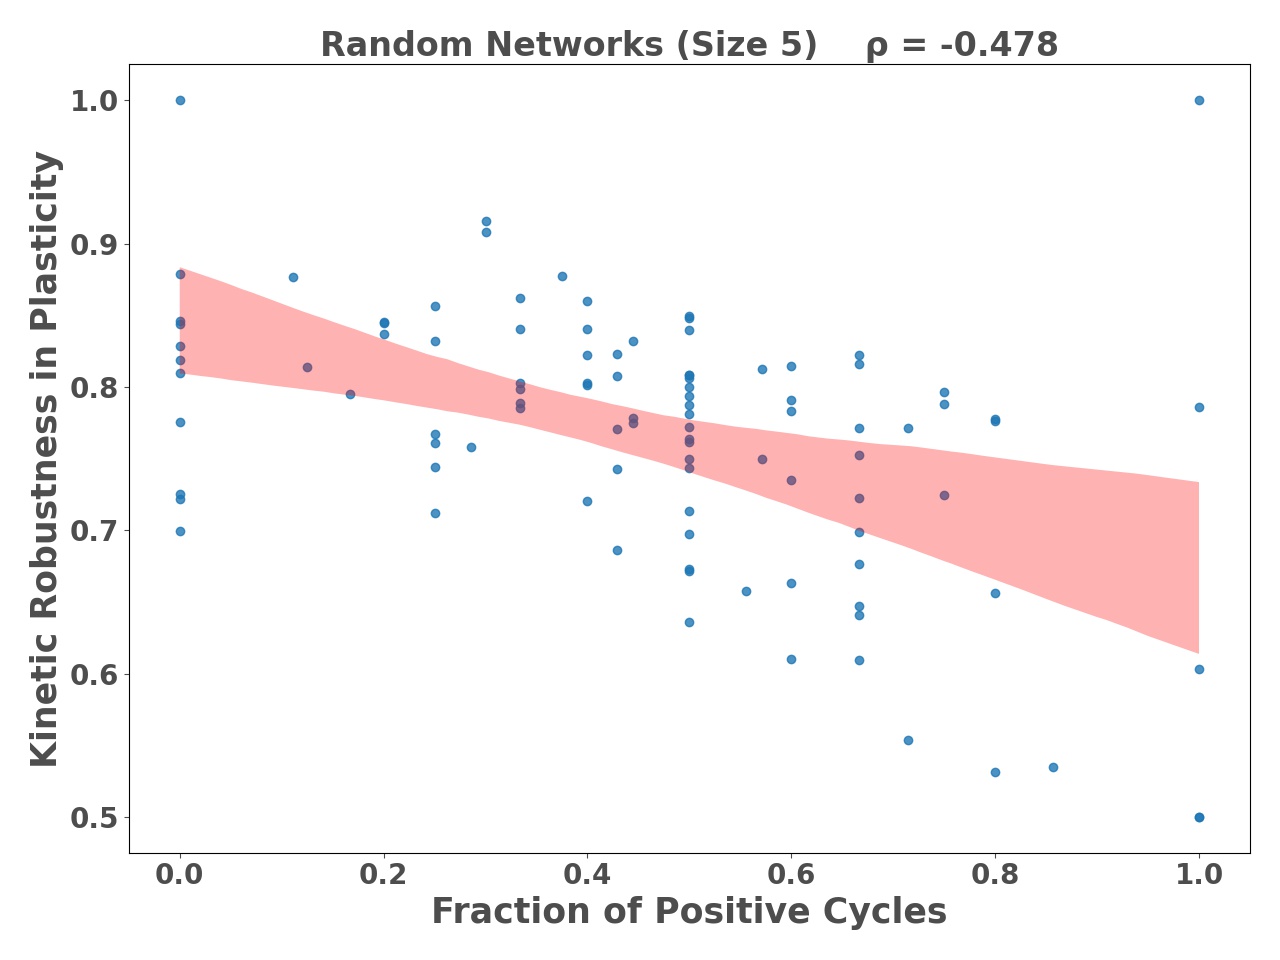 Random Networks (Size 5)    ρ = -0.478
Kinetic Robustness in Plasticity
1.0
0.9
0.8
0.7
0.6
0.5
0.0 0.2 0.4 0.6 0.8 1.0
Fraction of Positive Cycles